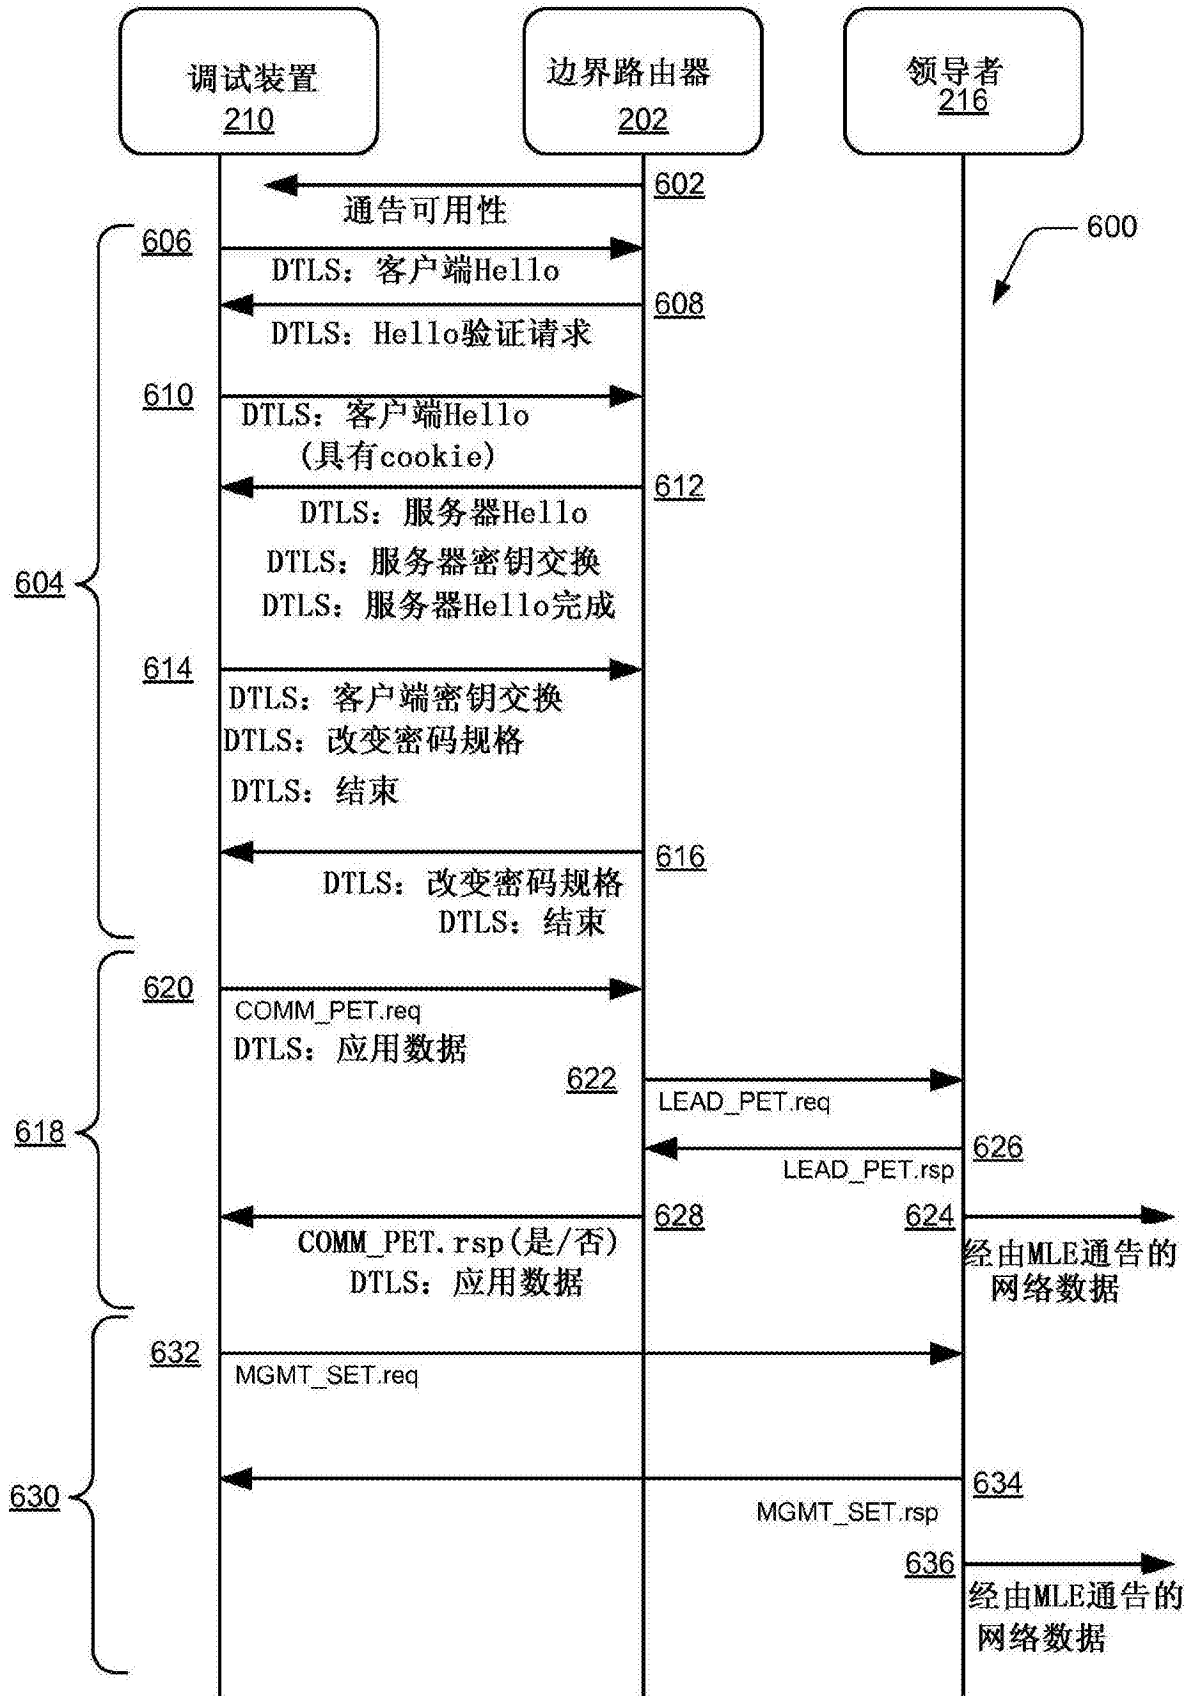 调试装置
210
边界路由器
202
领导者
216
602
通告可用性
600
606
DTLS：客户端Hello
608
DTLS：Hello验证请求
610
DTLS：客户端Hello
(具有cookie)
612
DTLS：服务器Hello
DTLS：服务器密钥交换
DTLS：服务器Hello完成
604
614
DTLS：客户端密钥交换
DTLS：改变密码规格
DTLS：结束
616
DTLS：改变密码规格
DTLS：结束
620
COMM_PET.req
DTLS：应用数据
622
LEAD_PET.req
618
626
LEAD_PET.rsp
628
COMM_PET.rsp(是/否)
DTLS：应用数据
624
经由MLE通告的
网络数据
632
MGMT_SET.req
630
634
MGMT_SET.rsp
636
经由MLE通告的
网络数据